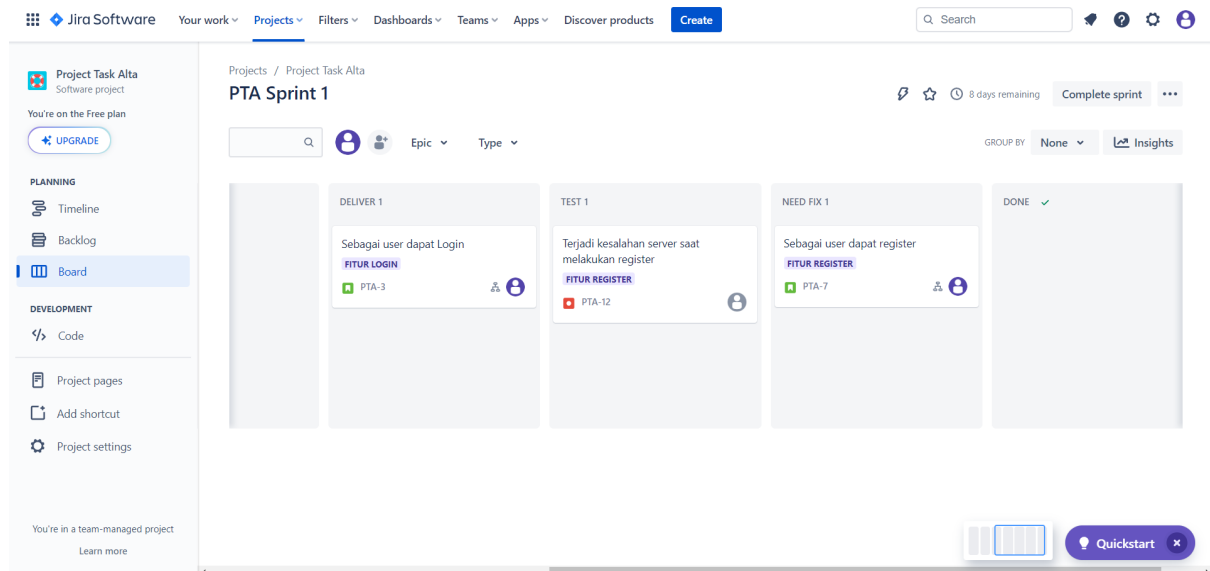 Jira Software Your work Projects Filters Dashboards Teams Apps Discover products Create Search
Project Task Alta
Software project
You're on the Free plan
UPGRADE
PLANNING
Timeline
Backlog
Board
DEVELOPMENT
Code
Project pages
Add shortcut
Project settings
You're in a team-managed project
Learn more
Projects / Project Task Alta
PTA Sprint 1
8 days remaining Complete sprint
Epic Type GROUP BY None Insights
DELIVER 1
Sebagai user dapat Login
FITUR LOGIN
PTA-3
TEST 1
Terjadi kesalahan server saat
melakukan register
FITUR REGISTER
PTA-12
NEED FIX 1
Sebagai user dapat register
FITUR REGISTER
PTA-7
DONE
Quickstart